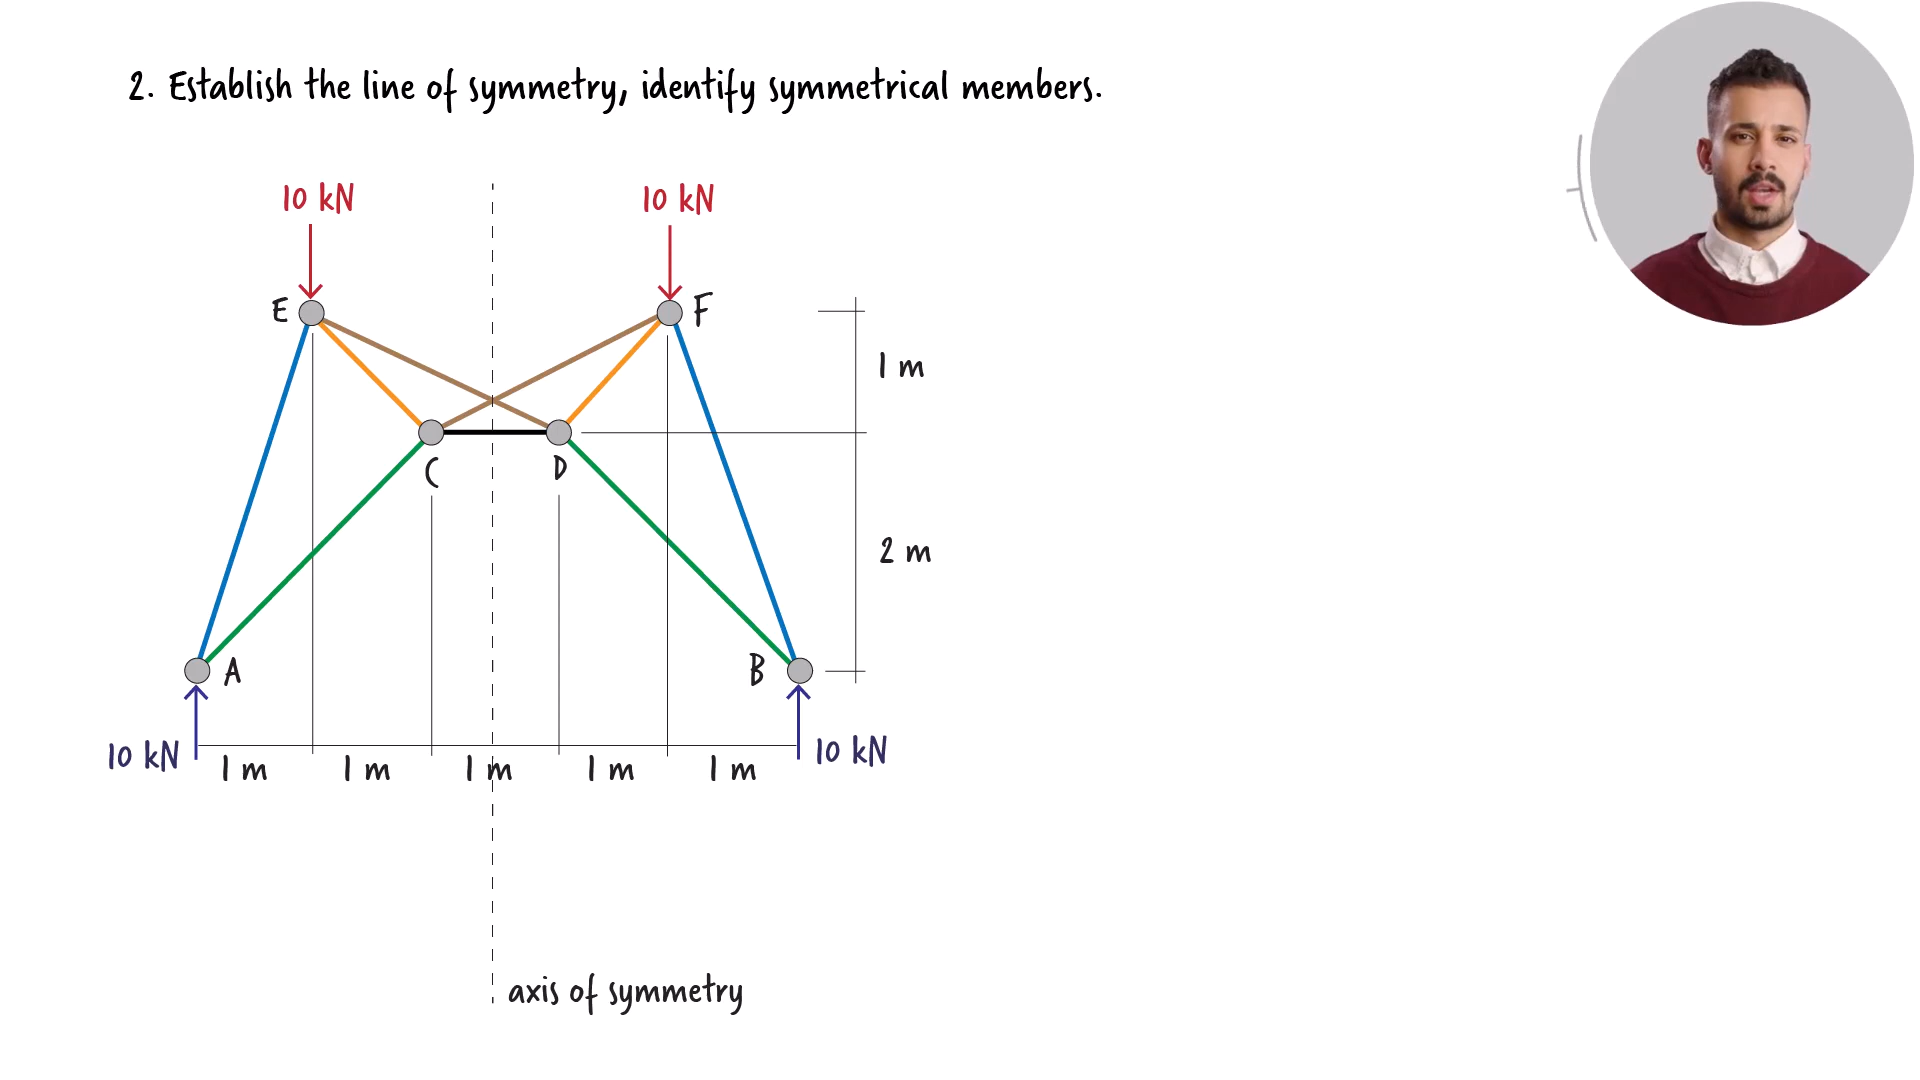 2. Establish the line of symmetry, identify symmetrical members.
10 kN 10 kN
E F
1 m
C D
2 m
A B
10 kN 1 m 1 m 1 m 1 m 1 m 10 kN
axis of symmetry